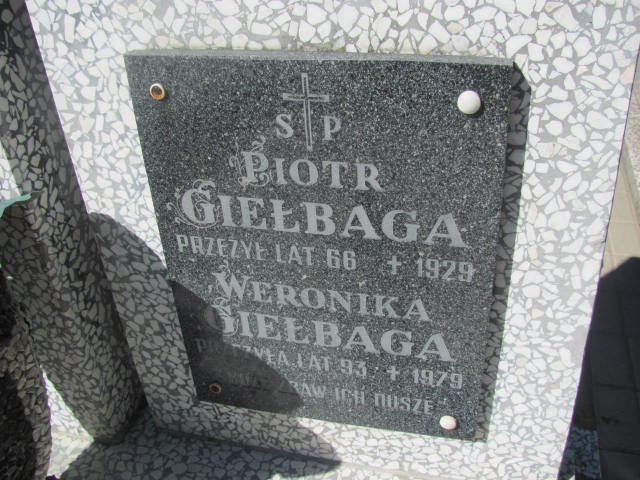 S P
PIOTR
GIEŁBAGA
PRZEŻYŁ LAT 66 + 1929
WERONIKA
GIEŁBAGA
LAT 93 + 1979
ICH DUSZE